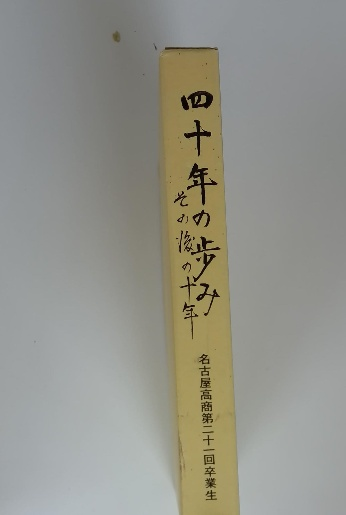 四十年の歩み
その後の十年
名古屋高商第二十一回卒業生